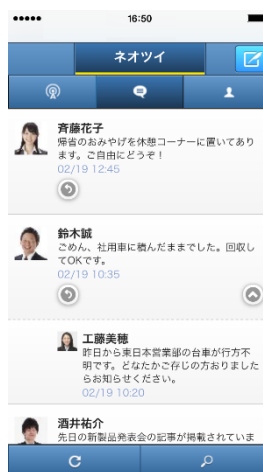 16:50
ネオツイ
斉藤花子
帰省のおみやげを休憩コーナーに置いてあり
ます。ご自由にどうぞ！
02/19 12:45
鈴木誠
ごめん、社用車に積んだままでした。回収し
てOKです。
02/19 10:35
工藤美穂
昨日から東日本営業部の台車が行方不
明です。どなたかご存じの方おりました
らお知らせください。
02/19 10:20
酒井祐介
先日の新製品発表会の記事が掲載されていま